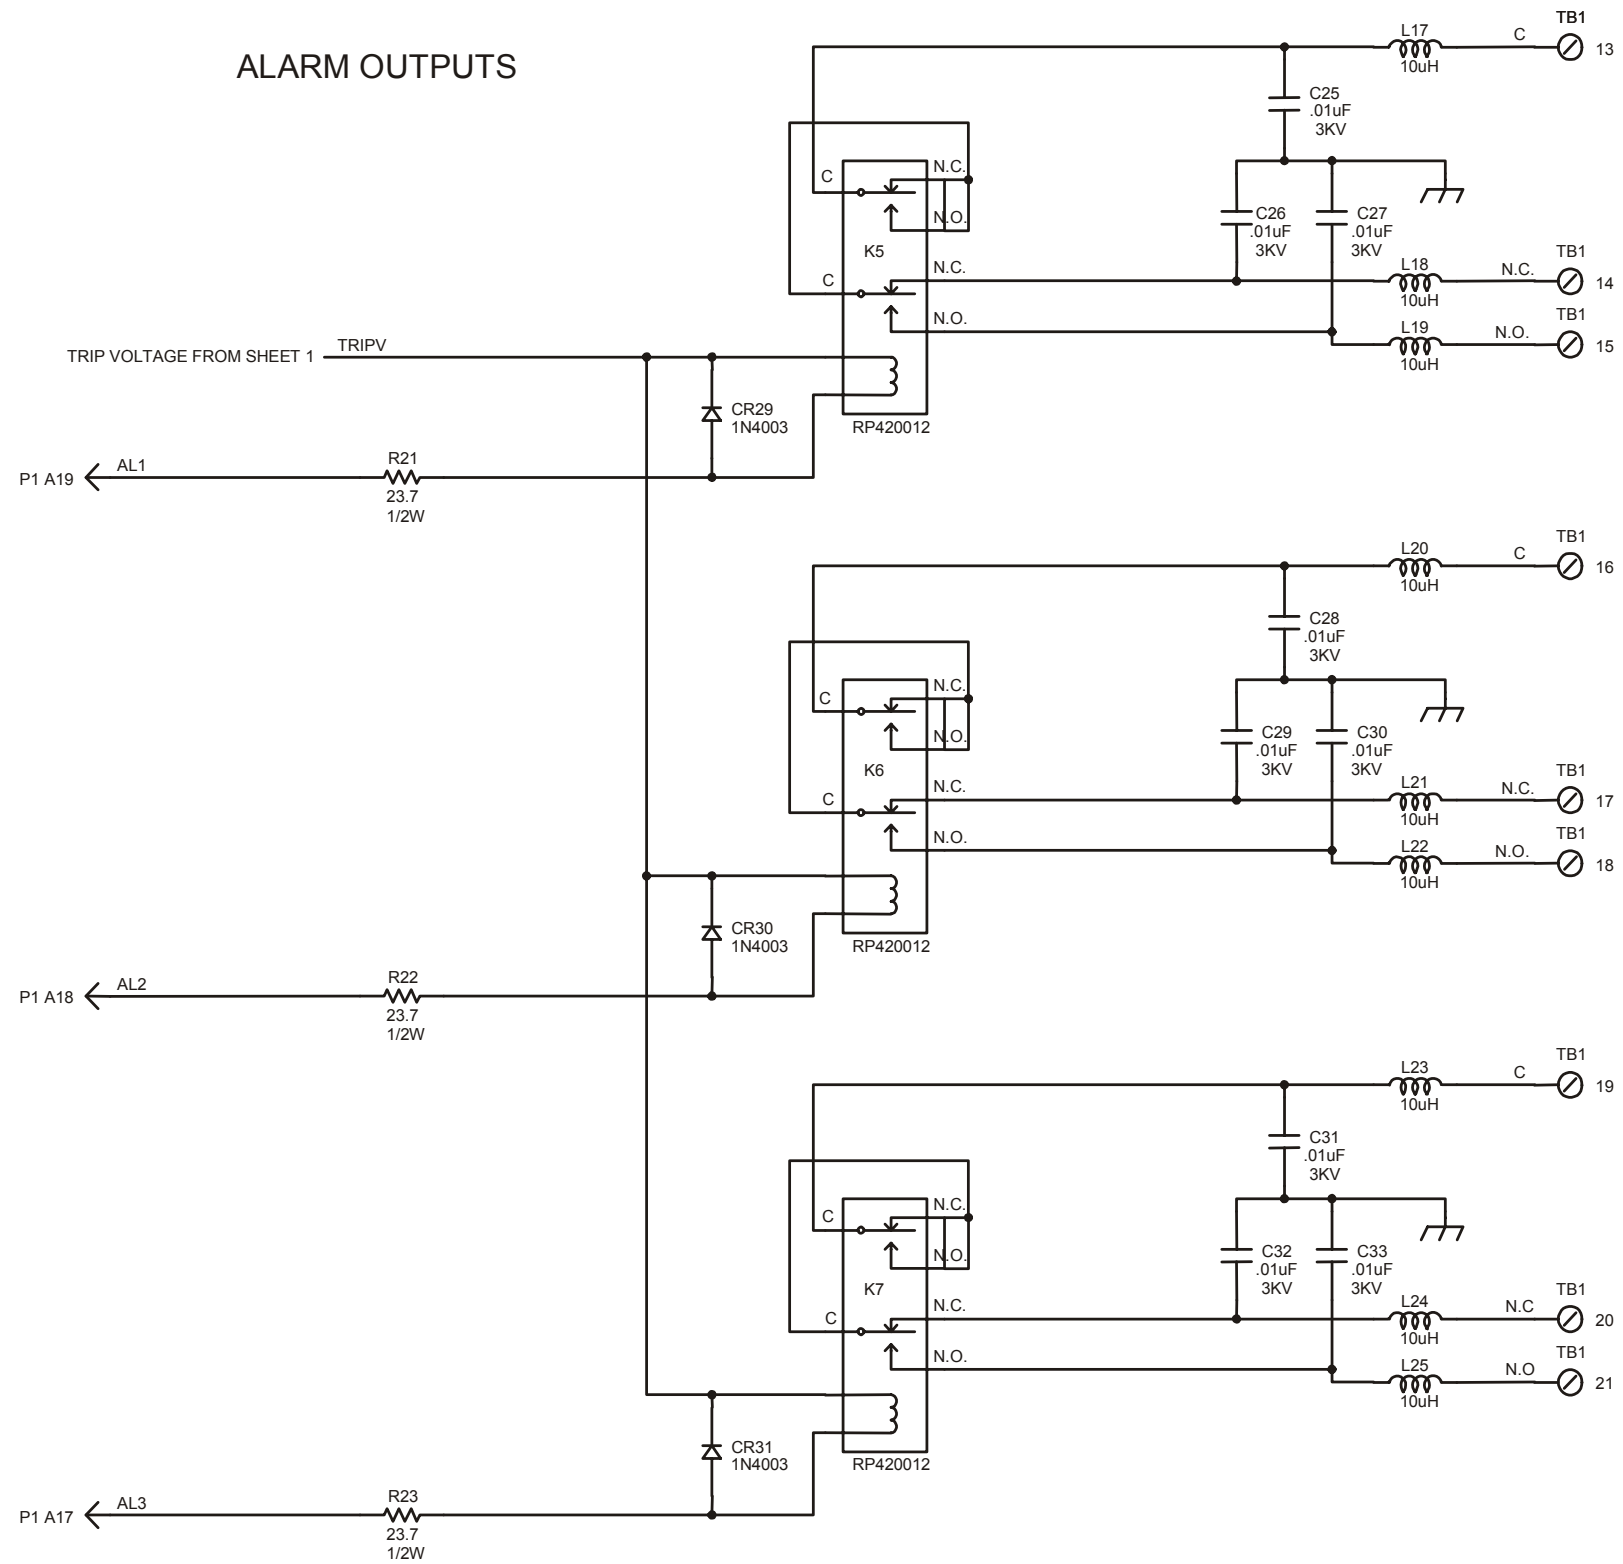 ALARM OUTPUTS
TB1
L17
C
13
10uH
C25
.01uF
3KV
C
N.C.
N.O.
C26
.01uF
3KV
C27
.01uF
3KV
K5
TB1
C
N.C.
L18
N.C.
14
10uH
TB1
N.O.
L19
N.O.
15
10uH
TRIP VOLTAGE FROM SHEET 1
TRIPV
CR29
1N4003
RP420012
P1 A19
AL1
R21
23.7
1/2W
TB1
L20
C
16
10uH
C28
.01uF
3KV
C
N.C.
N.O.
C29
.01uF
3KV
C30
.01uF
3KV
K6
TB1
C
N.C.
L21
N.C.
17
10uH
TB1
N.O.
L22
N.O.
18
10uH
CR30
1N4003
RP420012
P1 A18
AL2
R22
23.7
1/2W
TB1
L23
C
19
10uH
C31
.01uF
3KV
C
N.C.
N.O.
C32
.01uF
3KV
C33
.01uF
3KV
K7
TB1
C
N.C.
L24
N.C
20
10uH
TB1
N.O.
L25
N.O
21
10uH
CR31
1N4003
RP420012
P1 A17
AL3
R23
23.7
1/2W